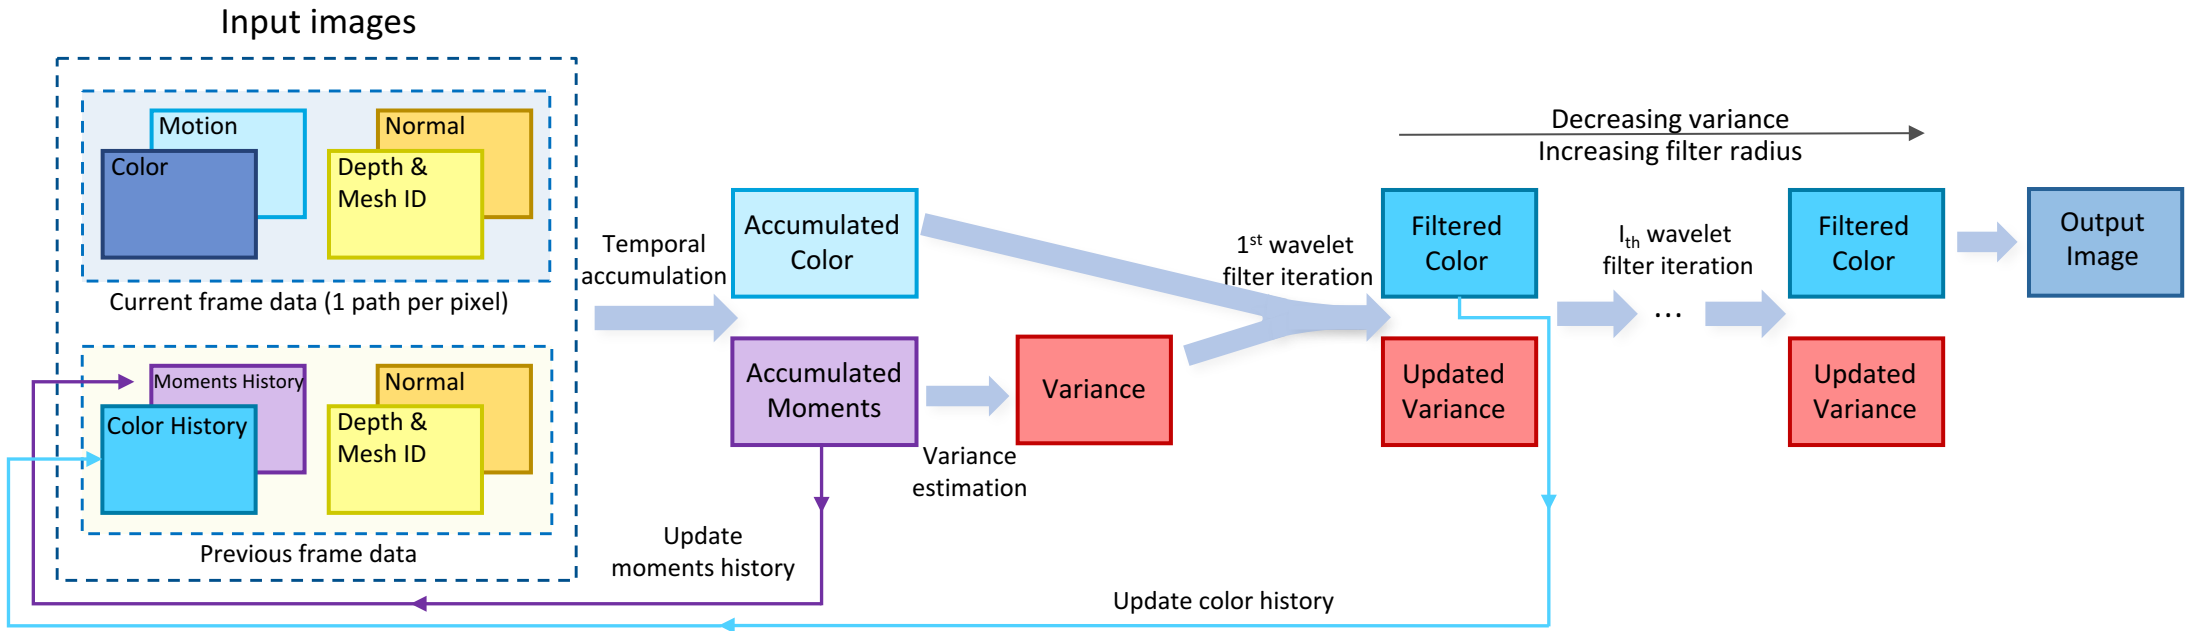 Input images
Motion
Normal
Color
Depth &
Mesh ID
Current frame data (1 path per pixel)
Moments History
Normal
Color History
Depth &
Mesh ID
Previous frame data
Temporal
accumulation
Accumulated
Color
Accumulated
Moments
Update
moments history
Variance
estimation
Variance
1st wavelet
filter iteration
Decreasing variance
Increasing filter radius
Filtered
Color
Updated
Variance
Ith wavelet
filter iteration
...
Filtered
Color
Updated
Variance
Output
Image
Update color history